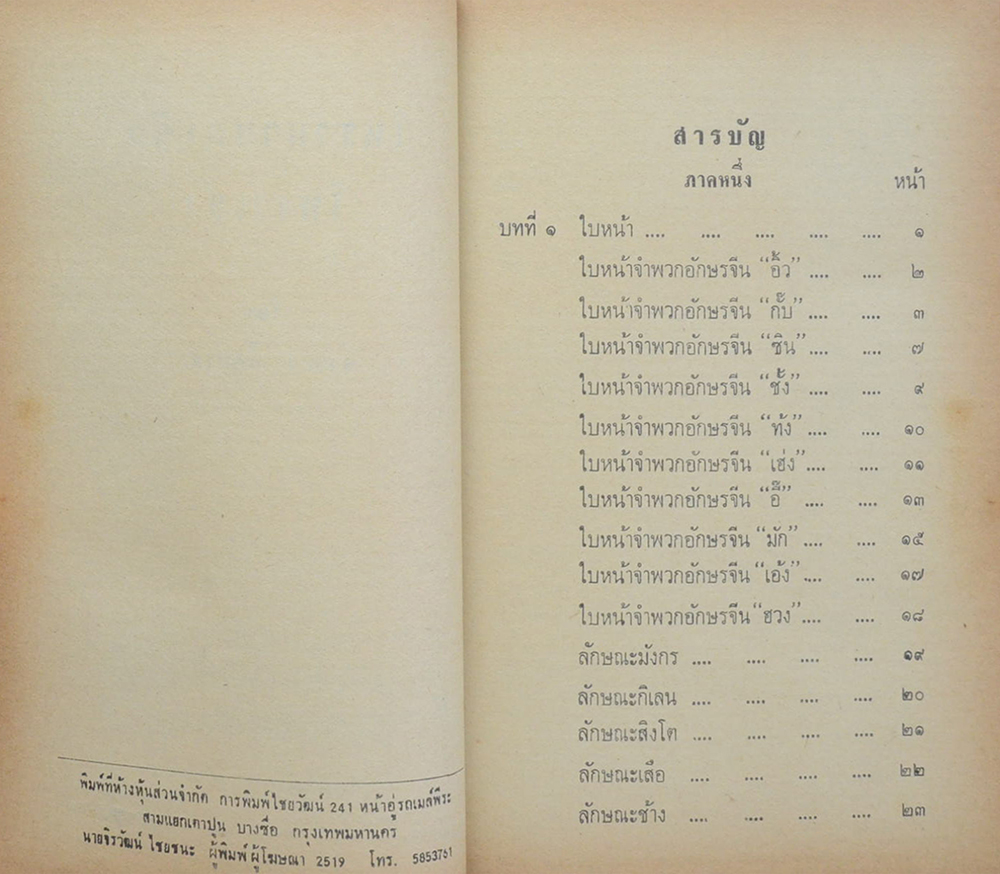 พิมพ์ที่ห้างหุ้นส่วนจำกัด การพิมพ์ไชยวัฒน์ 241 หน้าอู่รถเมล์พีระ
สามแยกเตาปูน บางซื่อ กรุงเทพมหานคร
นายจิรวัฒน์ ไชยชนะ ผู้พิมพ์ผู้โฆษณา 2519 โทร. 5853761
สารบัญ
ภาคหนึ่ง หน้า
บทที่ ๑ ใบหน้า .... .... .... .... .... ๑
ใบหน้าจำพวกอักษรจีน “อิ้ว” .... .... ๒
ใบหน้าจำพวกอักษรจีน “กั๊บ” .... .... ๓
ใบหน้าจำพวกอักษรจีน “ซิน” .... .... ๗
ใบหน้าจำพวกอักษรจีน “ชั้ง” .... .... ๙
ใบหน้าจำพวกอักษรจีน “ท้ง” .... .... ๑๐
ใบหน้าจำพวกอักษรจีน “เฮ่ง” .... .... ๑๑
ใบหน้าจำพวกอักษรจีน “อี๊” .... .... ๑๓
ใบหน้าจำพวกอักษรจีน “มัก” .... .... ๑๕
ใบหน้าจำพวกอักษรจีน “เอ้ง” .... .... ๑๗
ใบหน้าจำพวกอักษรจีน “ฮวง” .... .... ๑๘
ลักษณะมังกร .... .... .... .... ๑๙
ลักษณะกิเลน .... .... .... .... ๒๐
ลักษณะสิงโต .... .... .... .... ๒๑
ลักษณะเสือ .... .... .... .... ๒๒
ลักษณะช้าง .... .... .... .... ๒๓